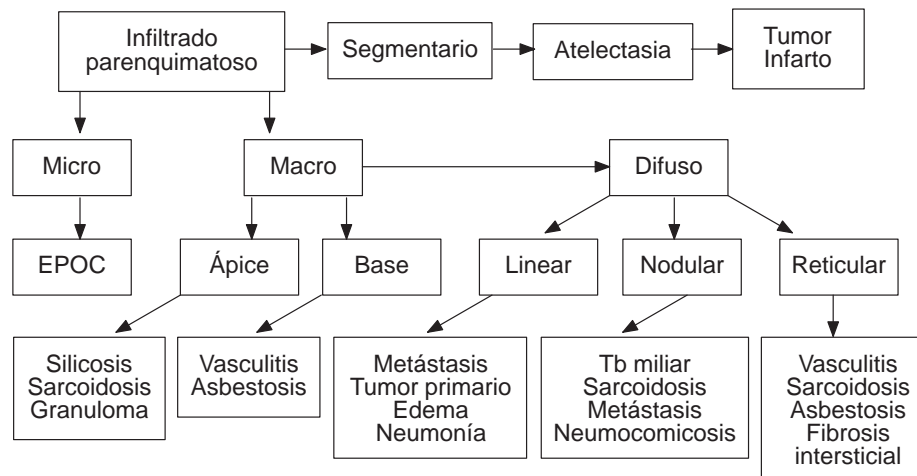 Infiltrado
parenquimatoso
Segmentario
Atelectasia
Tumor
Infarto
Micro
Macro
Difuso
EPOC
Ápice
Base
Linear
Nodular
Reticular
Silicosis
Sarcoidosis
Granuloma
Vasculitis
Asbestosis
Metástasis
Tumor primario
Edema
Neumonía
Tb miliar
Sarcoidosis
Metástasis
Neumocomicosis
Vasculitis
Sarcoidosis
Asbestosis
Fibrosis
intersticial